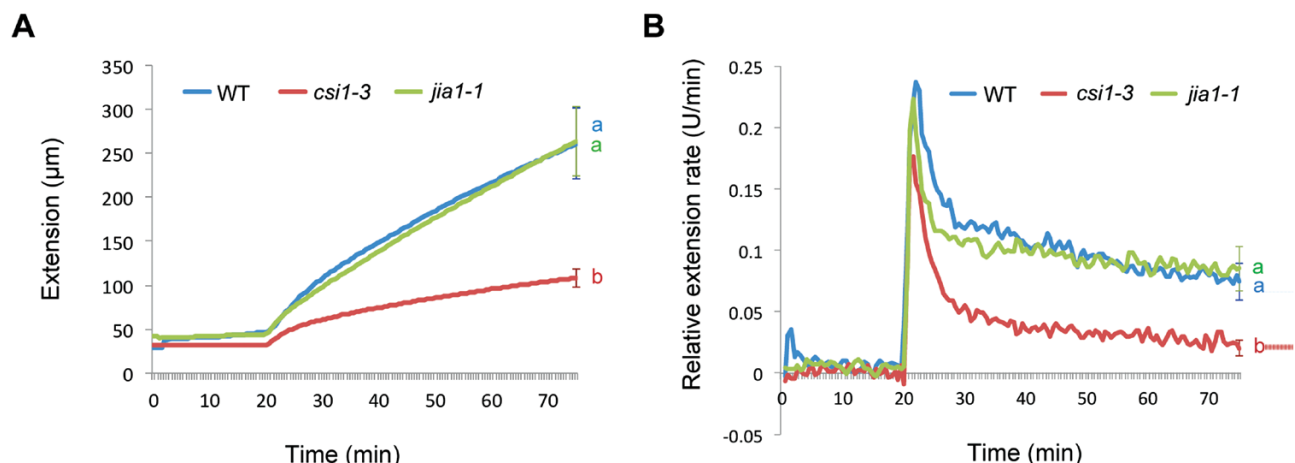 A
Extension (µm)
350
300
250
200
150
100
50
0
WT csi1-3 jia1-1
a
a
b
0 10 20 30 40 50 60 70
Time (min)
B
Relative extension rate (U/min)
0.25
0.2
0.15
0.1
0.05
0
-0.05
WT csi1-3 jia1-1
a
a
b
0 10 20 30 40 50 60 70
Time (min)